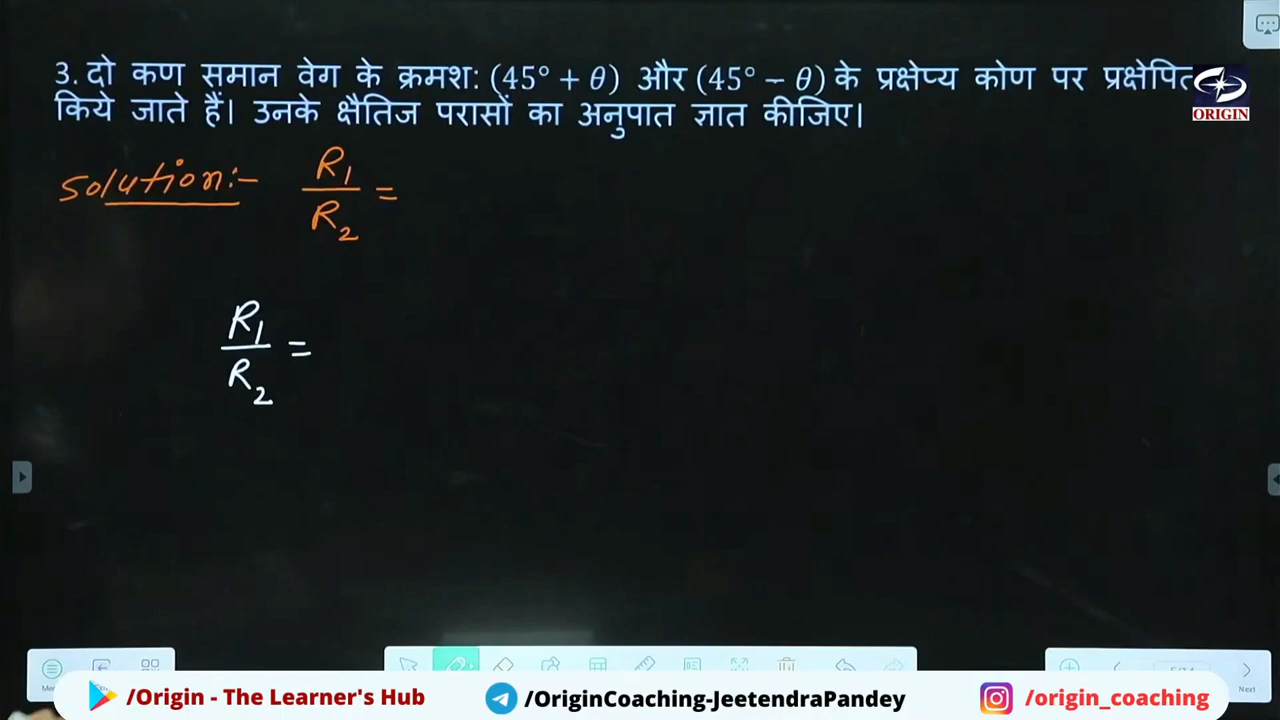 3. दो कण समान वेग के क्रमश: (45° + θ) और (45° − θ) के प्रक्षेप्य कोण पर प्रक्षेपित
किये जाते हैं। उनके क्षैतिज परासों का अनुपात ज्ञात कीजिए।
ORIGIN
Solution:- R1/R2 =
R1/R2 =
Next
/Origin - The Learner's Hub
/OriginCoaching-JeetendraPandey
/origin_coaching